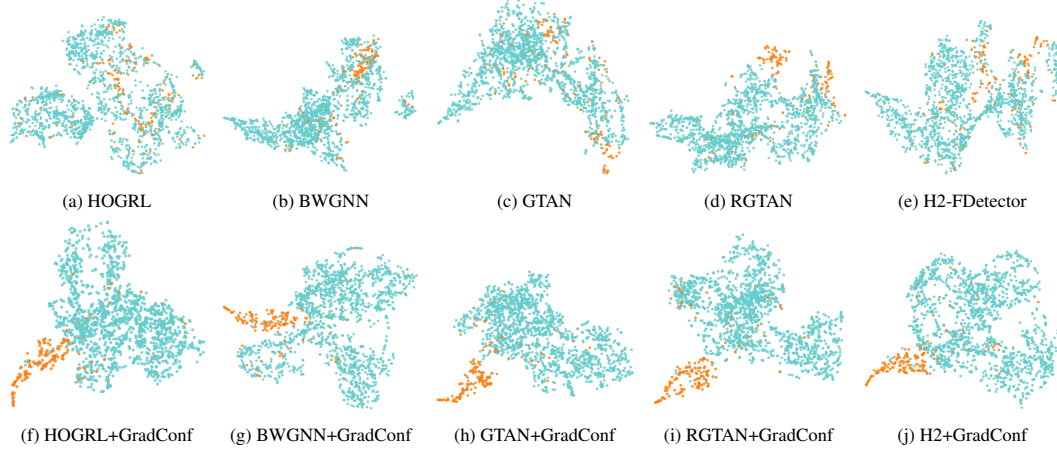 (a) HOGRL
(b) BWGNN
(c) GTAN
(d) RGTAN
(e) H2-FDetector
(f) HOGRL+GradConf
(g) BWGNN+GradConf
(h) GTAN+GradConf
(i) RGTAN+GradConf
(j) H2+GradConf